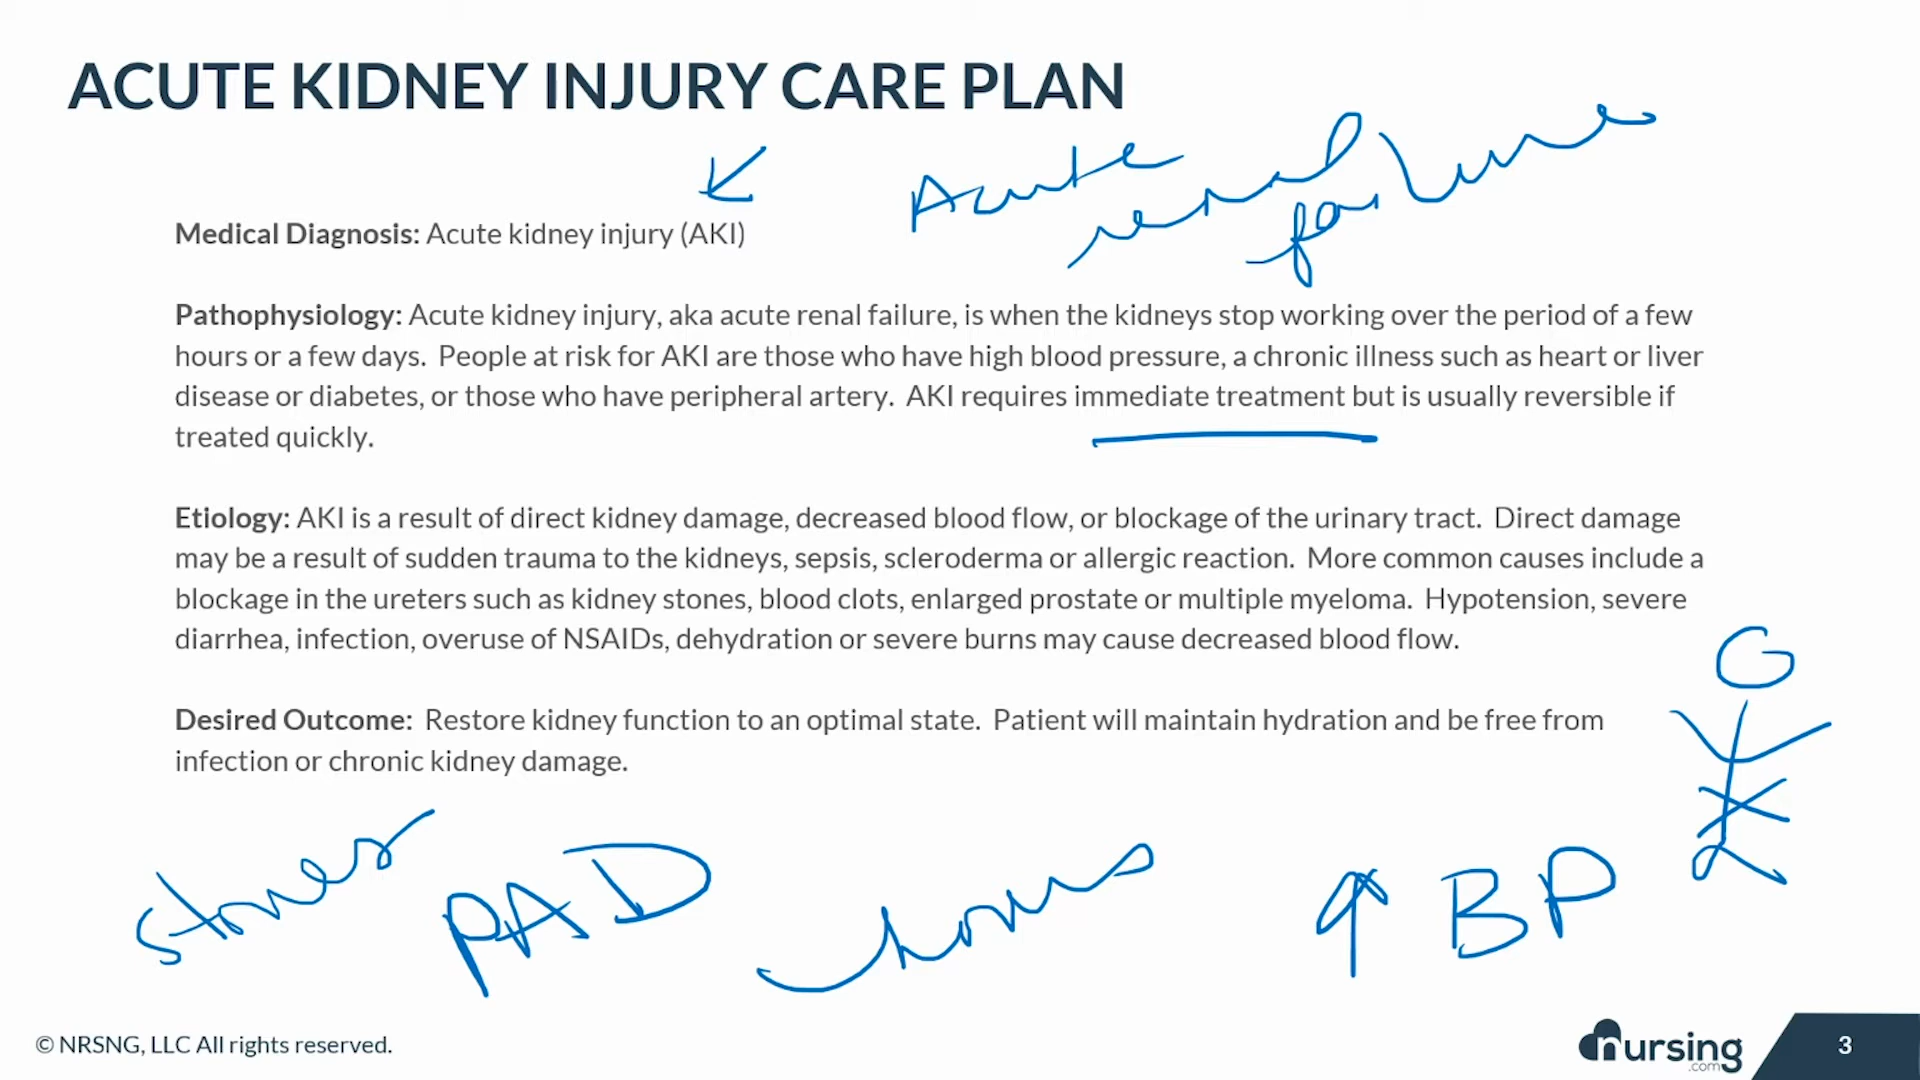 ACUTE KIDNEY INJURY CARE PLAN
Acute
renal
failure
Medical Diagnosis: Acute kidney injury (AKI)
Pathophysiology: Acute kidney injury, aka acute renal failure, is when the kidneys stop working over the period of a few
hours or a few days. People at risk for AKI are those who have high blood pressure, a chronic illness such as heart or liver
disease or diabetes, or those who have peripheral artery. AKI requires immediate treatment but is usually reversible if
treated quickly.
Etiology: AKI is a result of direct kidney damage, decreased blood flow, or blockage of the urinary tract. Direct damage
may be a result of sudden trauma to the kidneys, sepsis, scleroderma or allergic reaction. More common causes include a
blockage in the ureters such as kidney stones, blood clots, enlarged prostate or multiple myeloma. Hypotension, severe
diarrhea, infection, overuse of NSAIDs, dehydration or severe burns may cause decreased blood flow.
Desired Outcome: Restore kidney function to an optimal state. Patient will maintain hydration and be free from
infection or chronic kidney damage.
stones
PAD
hours
↑ BP
© NRSNG, LLC All rights reserved.
nursing
.com
3